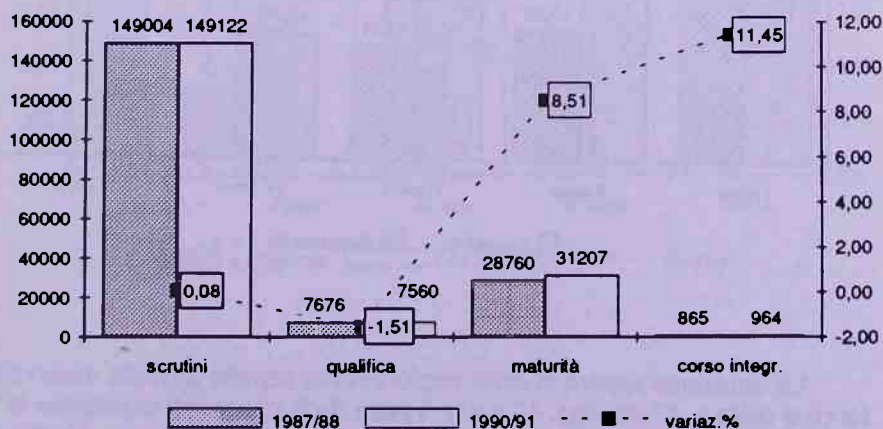 160000 149004 149122 12,00
140000 11,45 10,00
120000 8,51 8,00
100000 6,00
80000 4,00
60000 2,00
40000 28760 31207 0,00
20000 0,08 7676 -1,51 7560 865 964
0 -2,00
scrutini qualifica maturità corso integr.
1987/88 1990/91 variaz.%